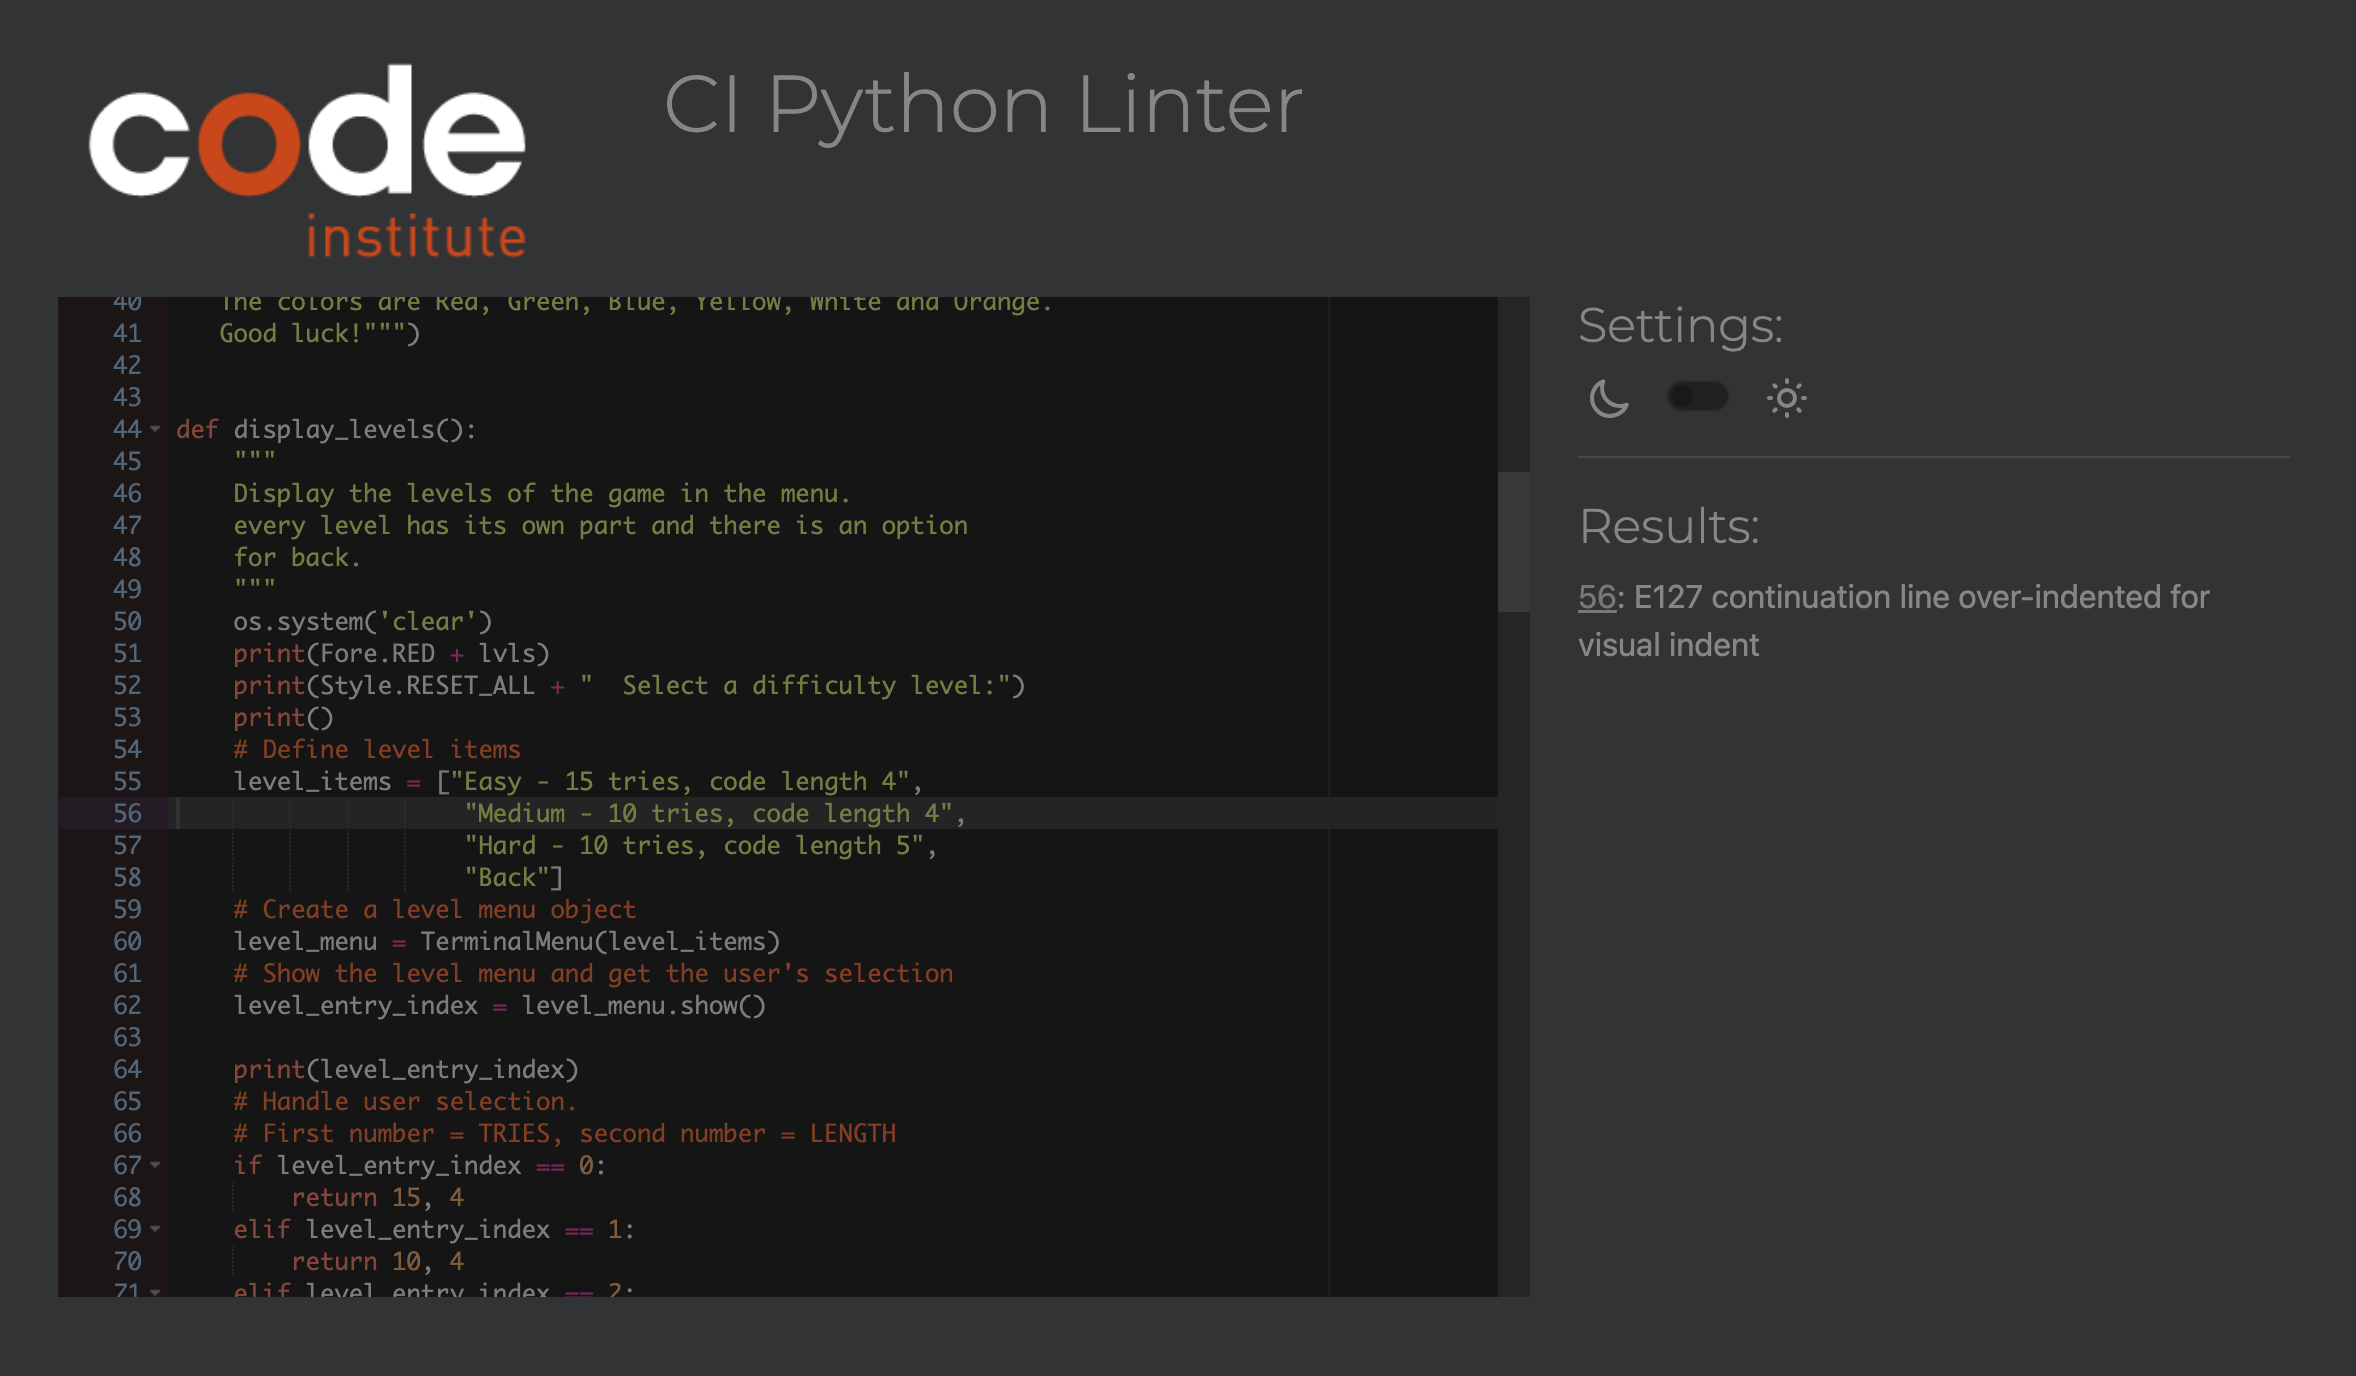 code
institute
CI Python Linter
40 The colors are Red, Green, Blue, Yellow, White and Orange.
41 Good luck!""")
42
43
44 def display_levels():
45 """
46 Display the levels of the game in the menu.
47 every level has its own part and there is an option
48 for back.
49 """
50 os.system('clear')
51 print(Fore.RED + lvls)
52 print(Style.RESET_ALL + "  Select a difficulty level:")
53 print()
54 # Define level items
55 level_items = ["Easy - 15 tries, code length 4",
56 "Medium - 10 tries, code length 4",
57 "Hard - 10 tries, code length 5",
58 "Back"]
59 # Create a level menu object
60 level_menu = TerminalMenu(level_items)
61 # Show the level menu and get the user's selection
62 level_entry_index = level_menu.show()
63
64 print(level_entry_index)
65 # Handle user selection.
66 # First number = TRIES, second number = LENGTH
67 if level_entry_index == 0:
68 return 15, 4
69 elif level_entry_index == 1:
70 return 10, 4
71 elif level_entry_index == 2:
Settings:
Results:
56: E127 continuation line over-indented for
visual indent